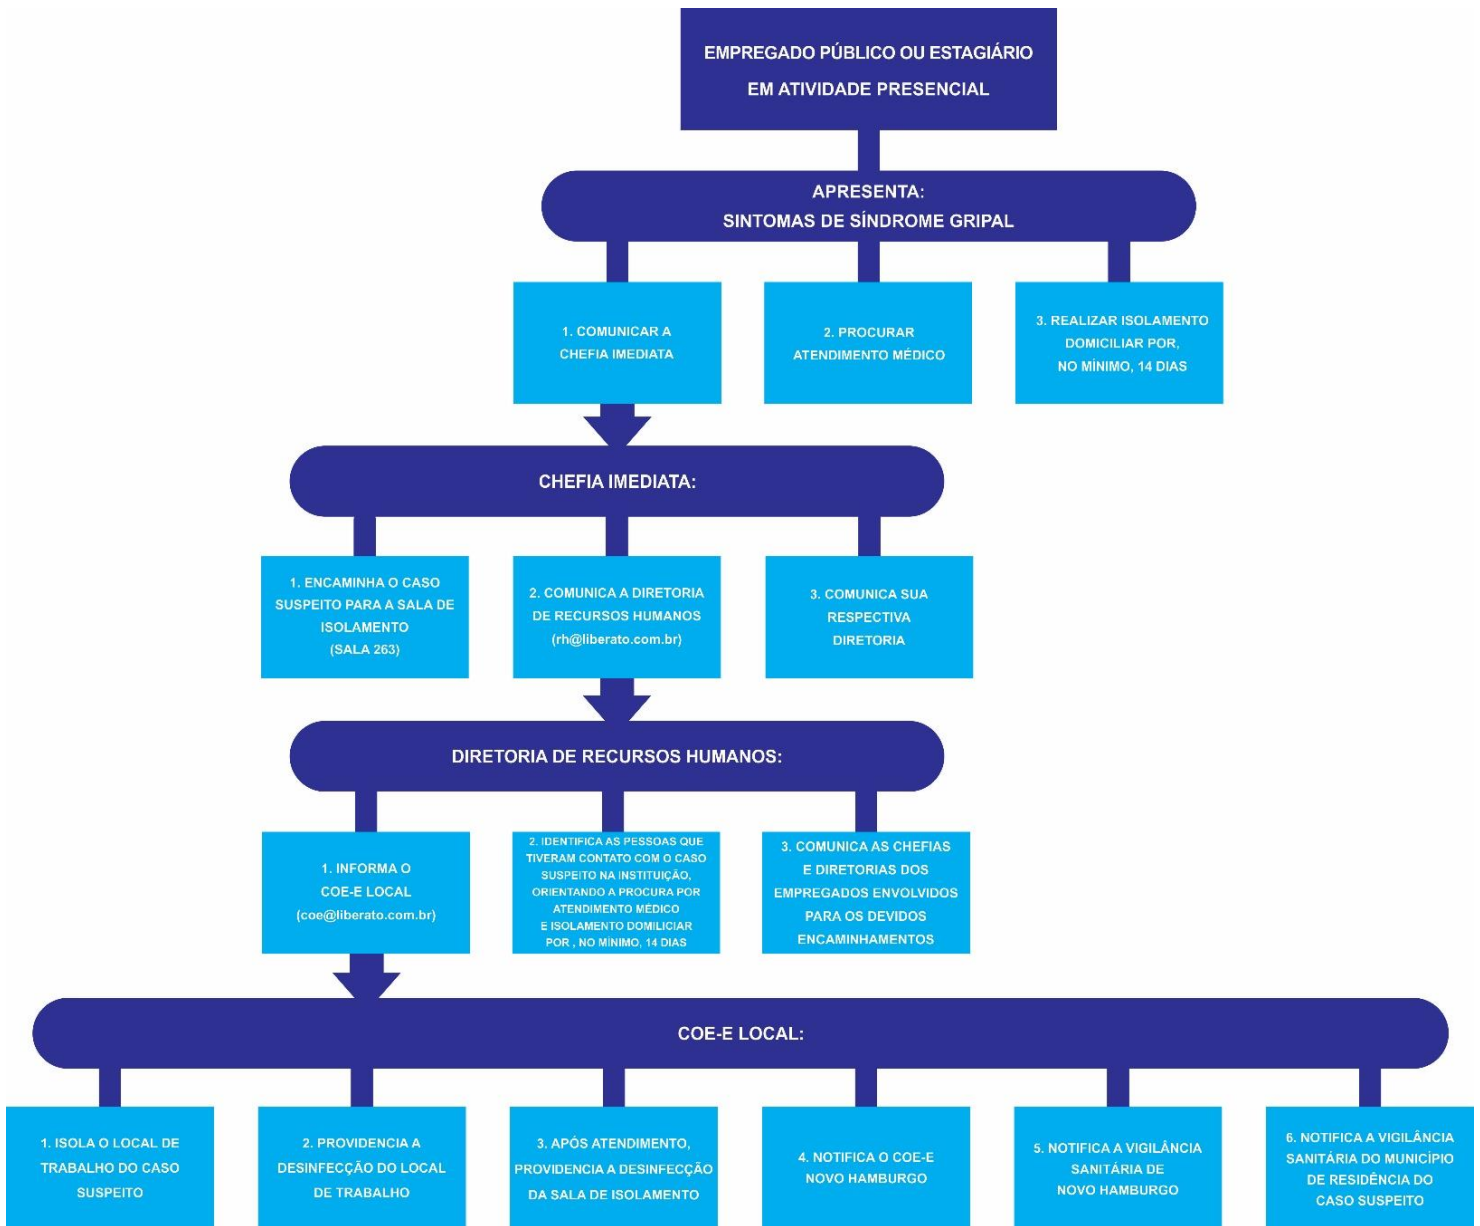 EMPREGADO PÚBLICO OU ESTAGIÁRIO
EM ATIVIDADE PRESENCIAL
APRESENTA:
SINTOMAS DE SÍNDROME GRIPAL
1. COMUNICAR A
CHEFIA IMEDIATA
2. PROCURAR
ATENDIMENTO MÉDICO
3. REALIZAR ISOLAMENTO
DOMICILIAR POR,
NO MÍNIMO, 14 DIAS
CHEFIA IMEDIATA:
1. ENCAMINHA O CASO
SUSPEITO PARA A SALA DE
ISOLAMENTO
(SALA 263)
2. COMUNICA A DIRETORIA
DE RECURSOS HUMANOS
(rh@liberato.com.br)
3. COMUNICA SUA
RESPECTIVA
DIRETORIA
DIRETORIA DE RECURSOS HUMANOS:
1. INFORMA O
COE-E LOCAL
(coe@liberato.com.br)
2. IDENTIFICA AS PESSOAS QUE
TIVERAM CONTATO COM O CASO
SUSPEITO NA INSTITUIÇÃO,
ORIENTANDO A PROCURA POR
ATENDIMENTO MÉDICO
E ISOLAMENTO DOMILICIAR
POR , NO MÍNIMO, 14 DIAS
3. COMUNICA AS CHEFIAS
E DIRETORIAS DOS
EMPREGADOS ENVOLVIDOS
PARA OS DEVIDOS
ENCAMINHAMENTOS
COE-E LOCAL:
1. ISOLA O LOCAL DE
TRABALHO DO CASO
SUSPEITO
2. PROVIDENCIA A
DESINFECÇÃO DO LOCAL
DE TRABALHO
3. APÓS ATENDIMENTO,
PROVIDENCIA A DESINFECÇÃO
DA SALA DE ISOLAMENTO
4. NOTIFICA O COE-E
NOVO HAMBURGO
5. NOTIFICA A VIGILÂNCIA
SANITÁRIA DE
NOVO HAMBURGO
6. NOTIFICA A VIGILÂNCIA
SANITÁRIA DO MUNICÍPIO
DE RESIDÊNCIA DO
CASO SUSPEITO